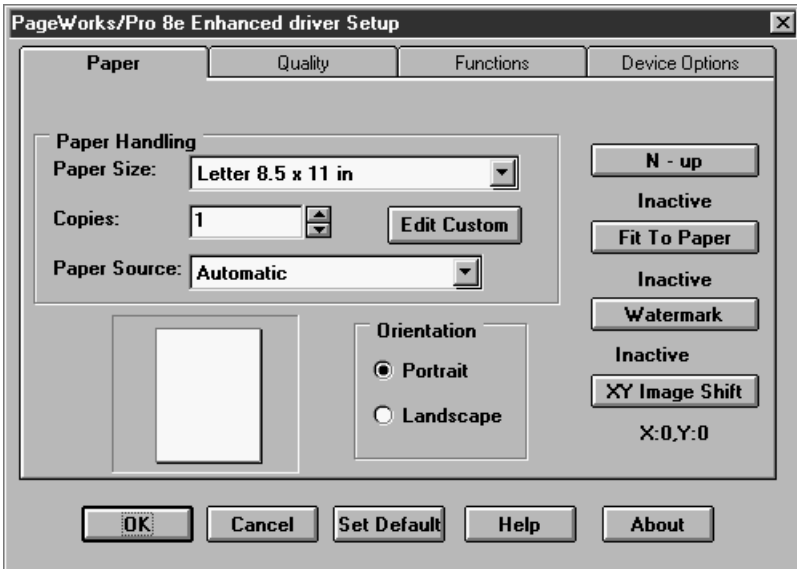 PageWorks/Pro 8e Enhanced driver Setup
Paper
Quality
Functions
Device Options
Paper Handling
Paper Size:
Letter 8.5 x 11 in
Copies:
1
Edit Custom
Paper Source:
Automatic
Orientation
Portrait
Landscape
N - up
Inactive
Fit To Paper
Inactive
Watermark
Inactive
XY Image Shift
X:0,Y:0
OK
Cancel
Set Default
Help
About